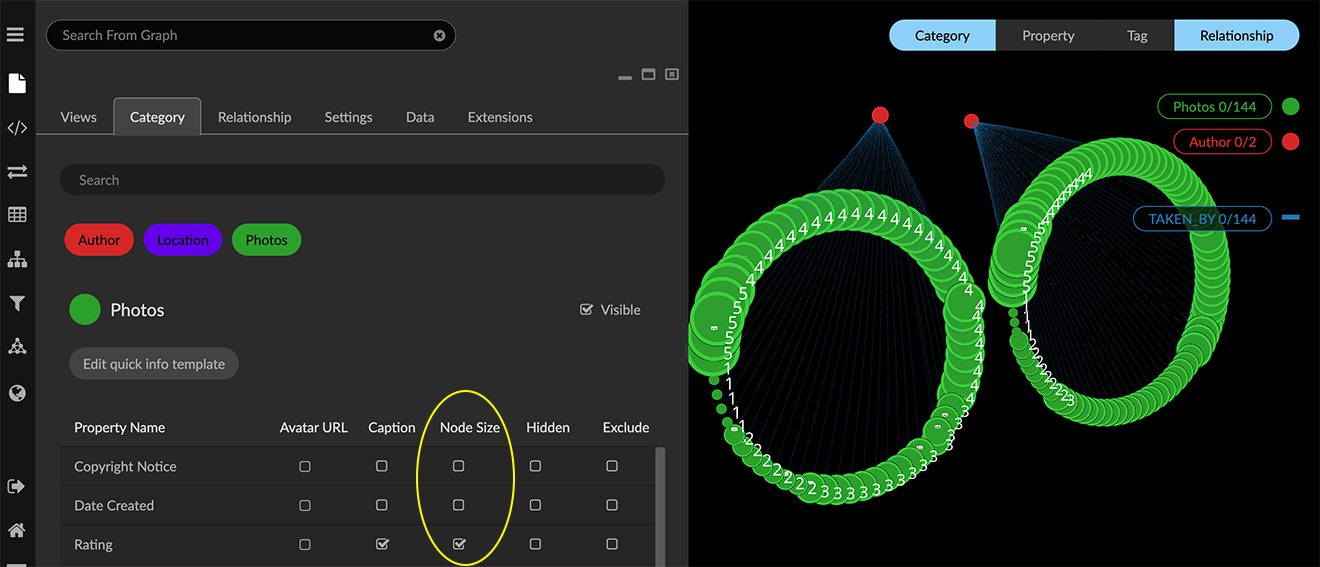 Search From Graph
Views Category Relationship Settings Data Extensions
Search
Author Location Photos
Photos Visible
Edit quick info template
Property Name Avatar URL Caption Node Size Hidden Exclude
Copyright Notice
Date Created
Rating
Category Property Tag Relationship
Photos 0/144
Author 0/2
TAKEN_BY 0/144